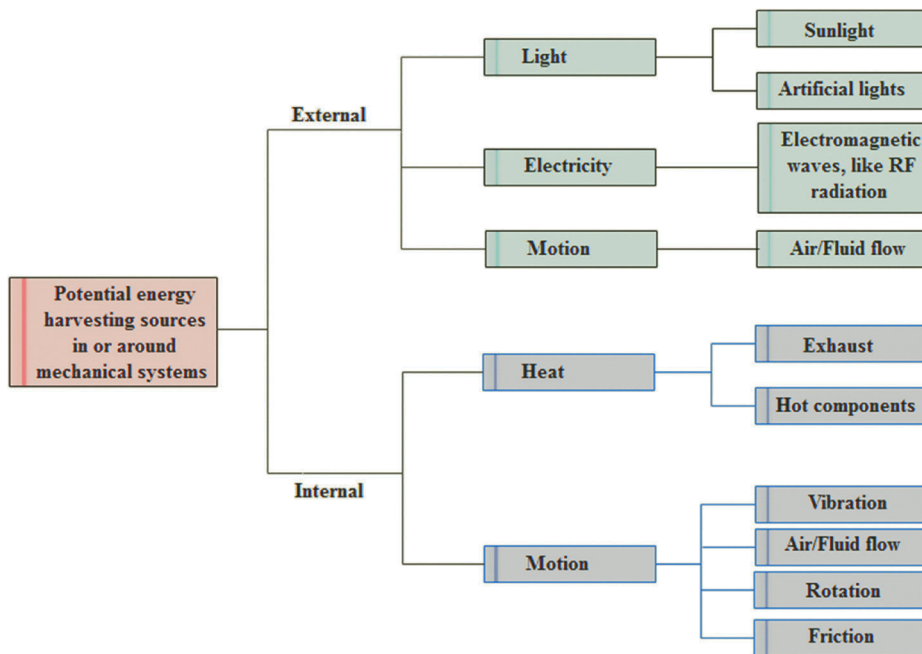 Potential energy
harvesting sources
in or around
mechanical systems
External
Light
Sunlight
Artificial lights
Electricity
Electromagnetic
waves, like RF
radiation
Motion
Air/Fluid flow
Internal
Heat
Exhaust
Hot components
Motion
Vibration
Air/Fluid flow
Rotation
Friction